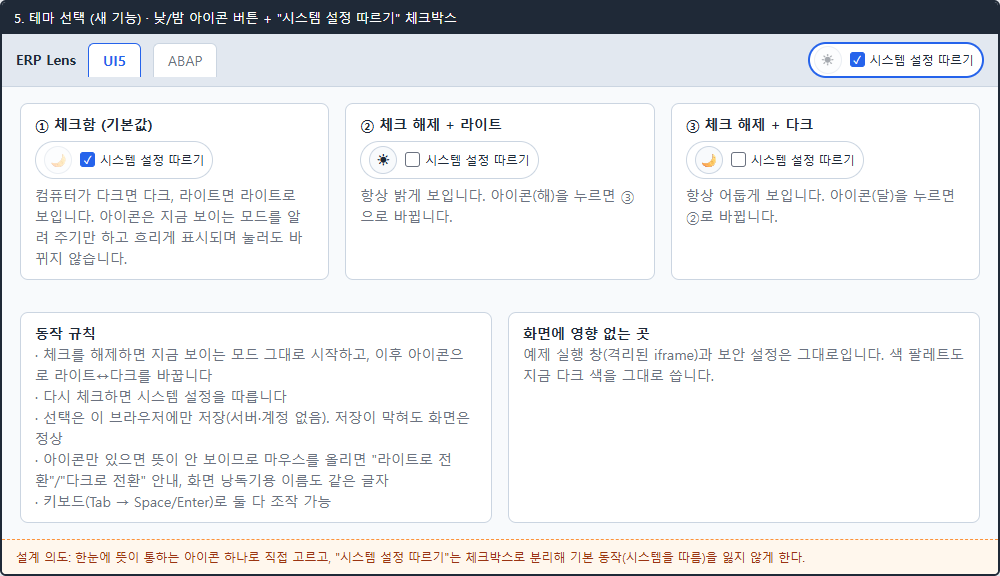 5. 테마 선택 (새 기능) · 낮/밤 아이콘 버튼 + "시스템 설정 따르기" 체크박스
ERP Lens UI5 ABAP 시스템 설정 따르기
① 체크함 (기본값)
시스템 설정 따르기
컴퓨터가 다크면 다크, 라이트면 라이트로
보입니다. 아이콘은 지금 보이는 모드를 알
려 주기만 하고 흐리게 표시되며 눌러도 바
뀌지 않습니다.
② 체크 해제 + 라이트
시스템 설정 따르기
항상 밝게 보입니다. 아이콘(해)을 누르면 ③
으로 바뀝니다.
③ 체크 해제 + 다크
시스템 설정 따르기
항상 어둡게 보입니다. 아이콘(달)을 누르면
②로 바뀝니다.
동작 규칙
· 체크를 해제하면 지금 보이는 모드 그대로 시작하고, 이후 아이콘으
로 라이트↔다크를 바꿉니다
· 다시 체크하면 시스템 설정을 따릅니다
· 선택은 이 브라우저에만 저장(서버·계정 없음). 저장이 막혀도 화면은
정상
· 아이콘만 있으면 뜻이 안 보이므로 마우스를 올리면 "라이트로 전
환"/"다크로 전환" 안내, 화면 낭독기용 이름도 같은 글자
· 키보드(Tab → Space/Enter)로 둘 다 조작 가능
화면에 영향 없는 곳
예제 실행 창(격리된 iframe)과 보안 설정은 그대로입니다. 색 팔레트도
지금 다크 색을 그대로 씁니다.
설계 의도: 한눈에 뜻이 통하는 아이콘 하나로 직접 고르고, "시스템 설정 따르기"는 체크박스로 분리해 기본 동작(시스템을 따름)을 잃지 않게 한다.